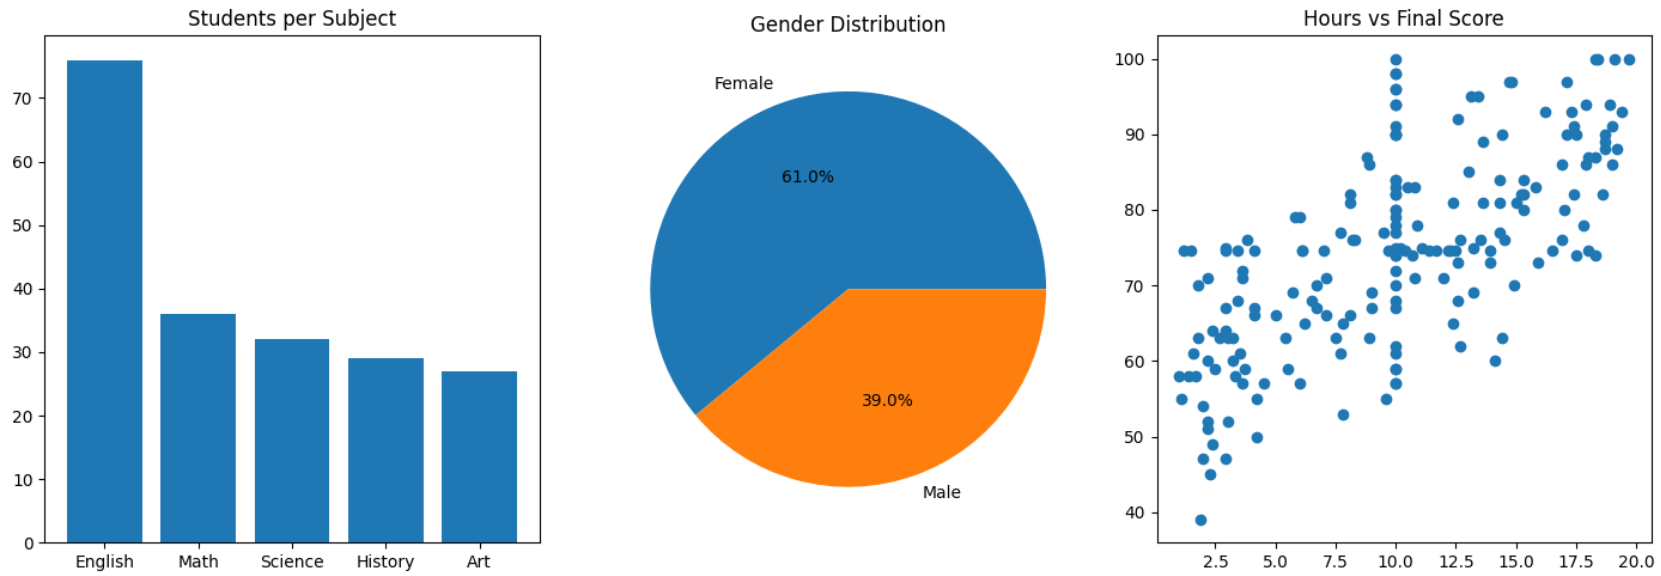 Students per Subject
70
60
50
40
30
20
10
0
English Math Science History Art
Gender Distribution
Female
61.0%
39.0%
Male
Hours vs Final Score
100
90
80
70
60
50
40
2.5 5.0 7.5 10.0 12.5 15.0 17.5 20.0